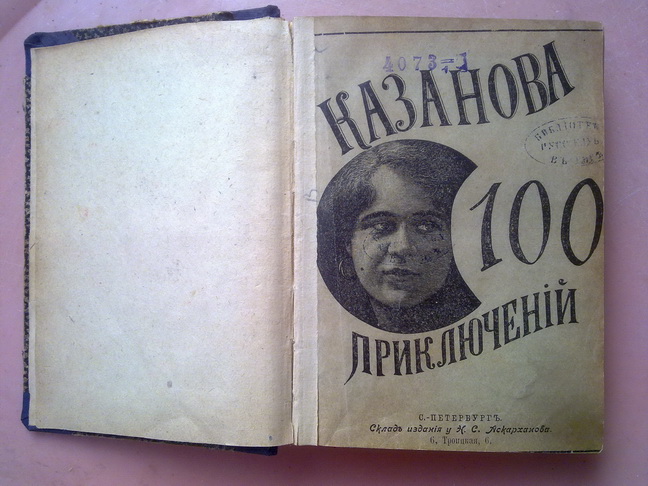 4073=1
КАЗАНОВА
100
ПРИКЛЮЧЕНІЙ
С.-ПЕТЕРБУРГЪ.
Складъ изданія у И. С. Аскарханова.
6, Троицкая, 6.